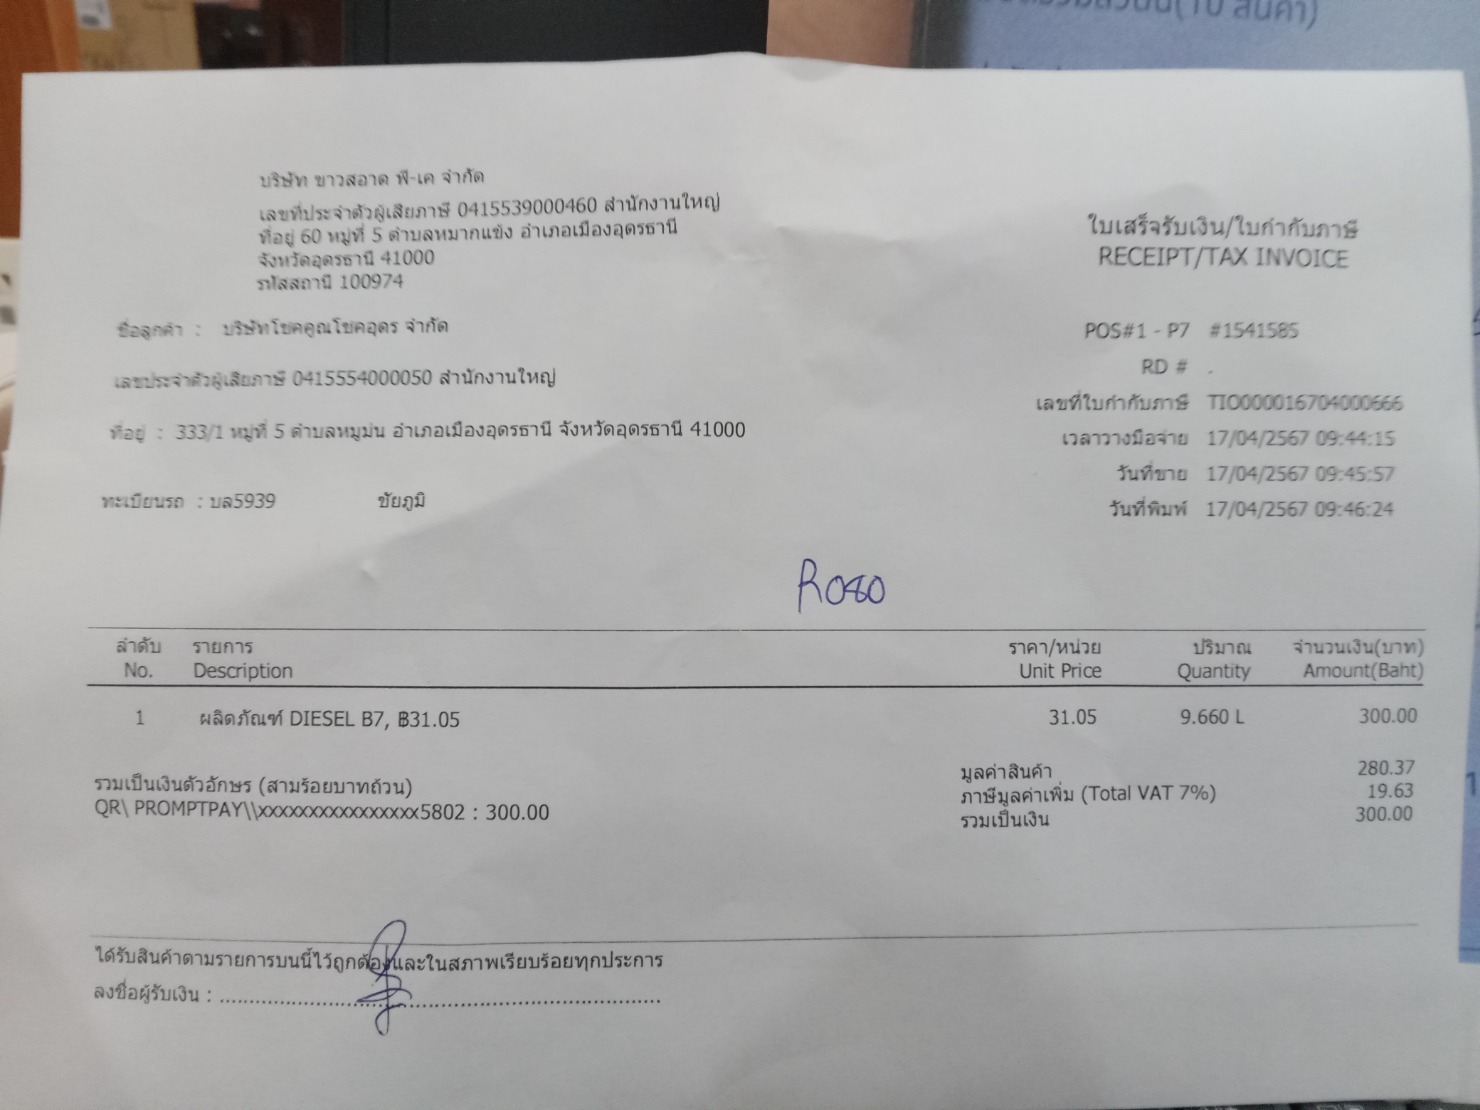 บริษัท ขาวสอาด พี-เค จำกัด
เลขที่ประจำตัวผู้เสียภาษี 0415539000460 สำนักงานใหญ่
ที่อยู่ 60 หมู่ที่ 5 ตำบลหมากแข้ง อำเภอเมืองอุดรธานี
จังหวัดอุดรธานี 41000
รหัสสถานี 100974
ใบเสร็จรับเงิน/ใบกำกับภาษี
RECEIPT/TAX INVOICE
ชื่อลูกค้า : บริษัทโชคคูณโชคอุดร จำกัด
เลขประจำตัวผู้เสียภาษี 0415554000050 สำนักงานใหญ่
ที่อยู่ : 333/1 หมู่ที่ 5 ตำบลหมูม่น อำเภอเมืองอุดรธานี จังหวัดอุดรธานี 41000
ทะเบียนรถ : บล5939 ชัยภูมิ
POS#1 - P7 #1541585
RD # .
เลขที่ใบกำกับภาษี TIO000016704000666
เวลาวางมือจ่าย 17/04/2567 09:44:15
วันที่ขาย 17/04/2567 09:45:57
วันที่พิมพ์ 17/04/2567 09:46:24
ลำดับ รายการ ราคา/หน่วย ปริมาณ จำนวนเงิน(บาท)
No. Description Unit Price Quantity Amount(Baht)
1 ผลิตภัณฑ์ DIESEL B7, ฿31.05 31.05 9.660 L 300.00
รวมเป็นเงินตัวอักษร (สามร้อยบาทถ้วน)
QR\ PROMPTPAY\\xxxxxxxxxxxxxxxx5802 : 300.00
มูลค่าสินค้า 280.37
ภาษีมูลค่าเพิ่ม (Total VAT 7%) 19.63
รวมเป็นเงิน 300.00
ได้รับสินค้าตามรายการบนนี้ไว้ถูกต้องและในสภาพเรียบร้อยทุกประการ
ลงชื่อผู้รับเงิน :